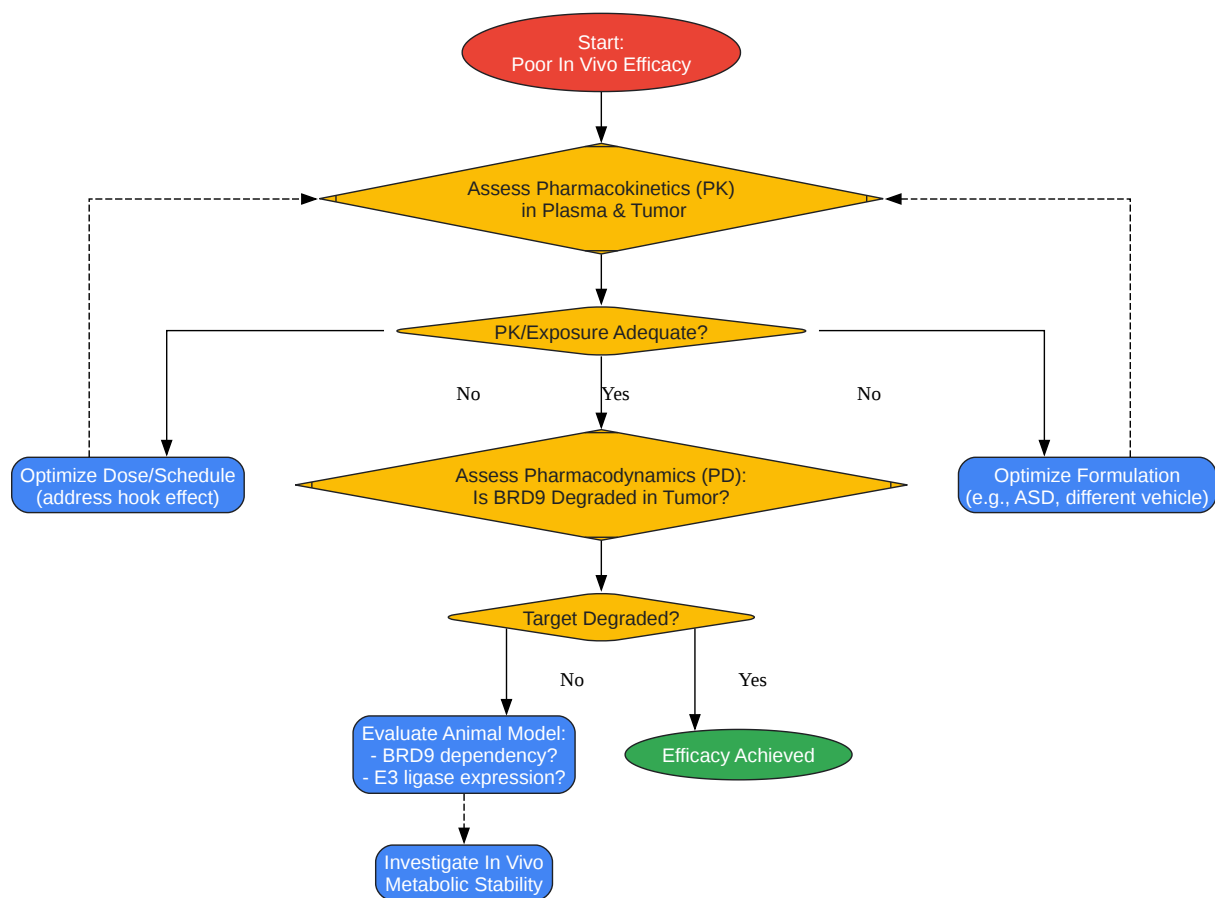 Start:
Poor In Vivo Efficacy
Assess Pharmacokinetics (PK)
in Plasma & Tumor
PK/Exposure Adequate?
No
Yes
No
Optimize Dose/Schedule
(address hook effect)
Assess Pharmacodynamics (PD):
Is BRD9 Degraded in Tumor?
Optimize Formulation
(e.g., ASD, different vehicle)
Target Degraded?
No
Yes
Evaluate Animal Model:
- BRD9 dependency?
- E3 ligase expression?
Efficacy Achieved
Investigate In Vivo
Metabolic Stability